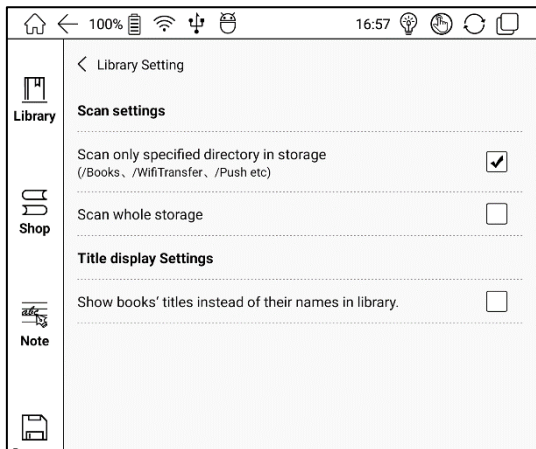 100%
16:57
Library Setting
Library
Scan settings
Scan only specified directory in storage
(/Books、/WifiTransfer、/Push etc)
Scan whole storage
Shop
Title display Settings
Show books' titles instead of their names in library.
abc
Note